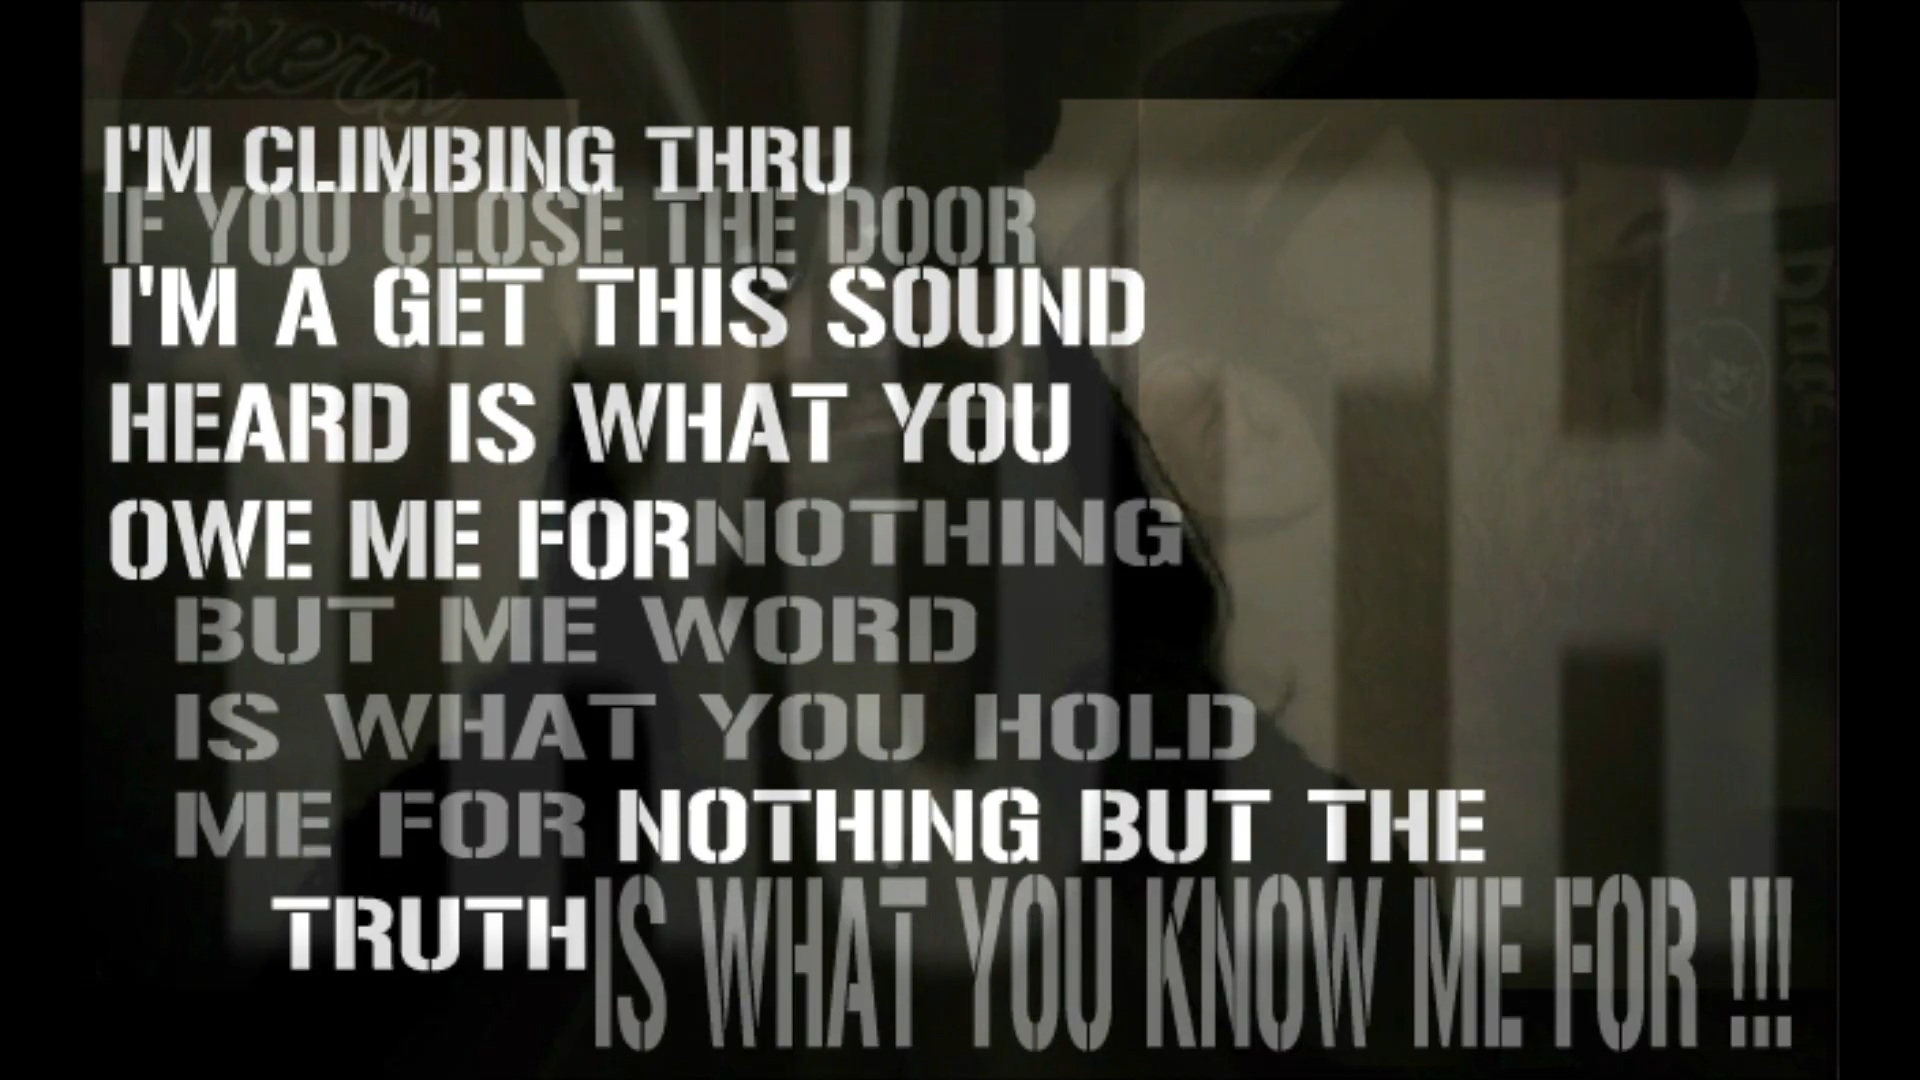 I'M CLIMBING THRU
IF YOU CLOSE THE DOOR
I'M A GET THIS SOUND
HEARD IS WHAT YOU
OWE ME FOR NOTHING
BUT ME WORD
IS WHAT YOU HOLD
ME FOR NOTHING BUT THE
TRUTH IS WHAT YOU KNOW ME FOR !!!